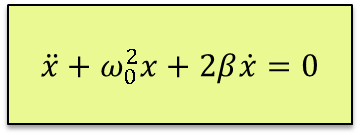 ẍ + ω₀²x + 2βẋ = 0